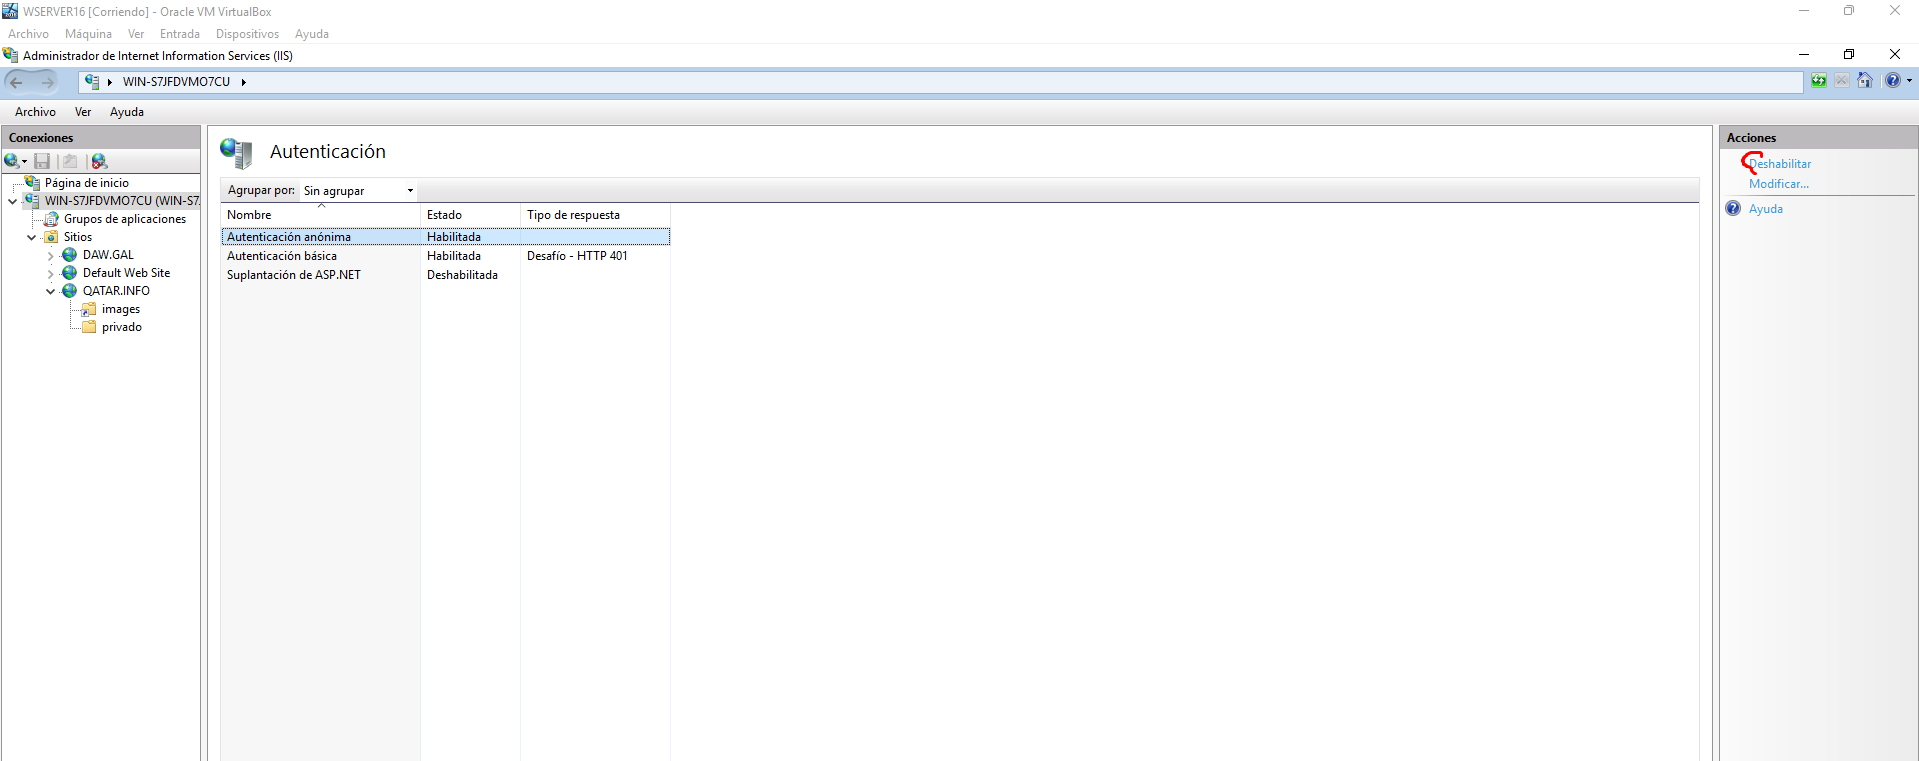 WSERVER16 [Corriendo] - Oracle VM VirtualBox
Archivo Máquina Ver Entrada Dispositivos Ayuda
Administrador de Internet Information Services (IIS)
WIN-S7JFDVMO7CU
Archivo Ver Ayuda
Conexiones
Página de inicio
WIN-S7JFDVMO7CU (WIN-S7.
Grupos de aplicaciones
Sitios
DAW.GAL
Default Web Site
QATAR.INFO
images
privado
Autenticación
Agrupar por: Sin agrupar
Nombre Estado Tipo de respuesta
Autenticación anónima Habilitada
Autenticación básica Habilitada Desafío - HTTP 401
Suplantación de ASP.NET Deshabilitada
Acciones
Deshabilitar
Modificar...
Ayuda